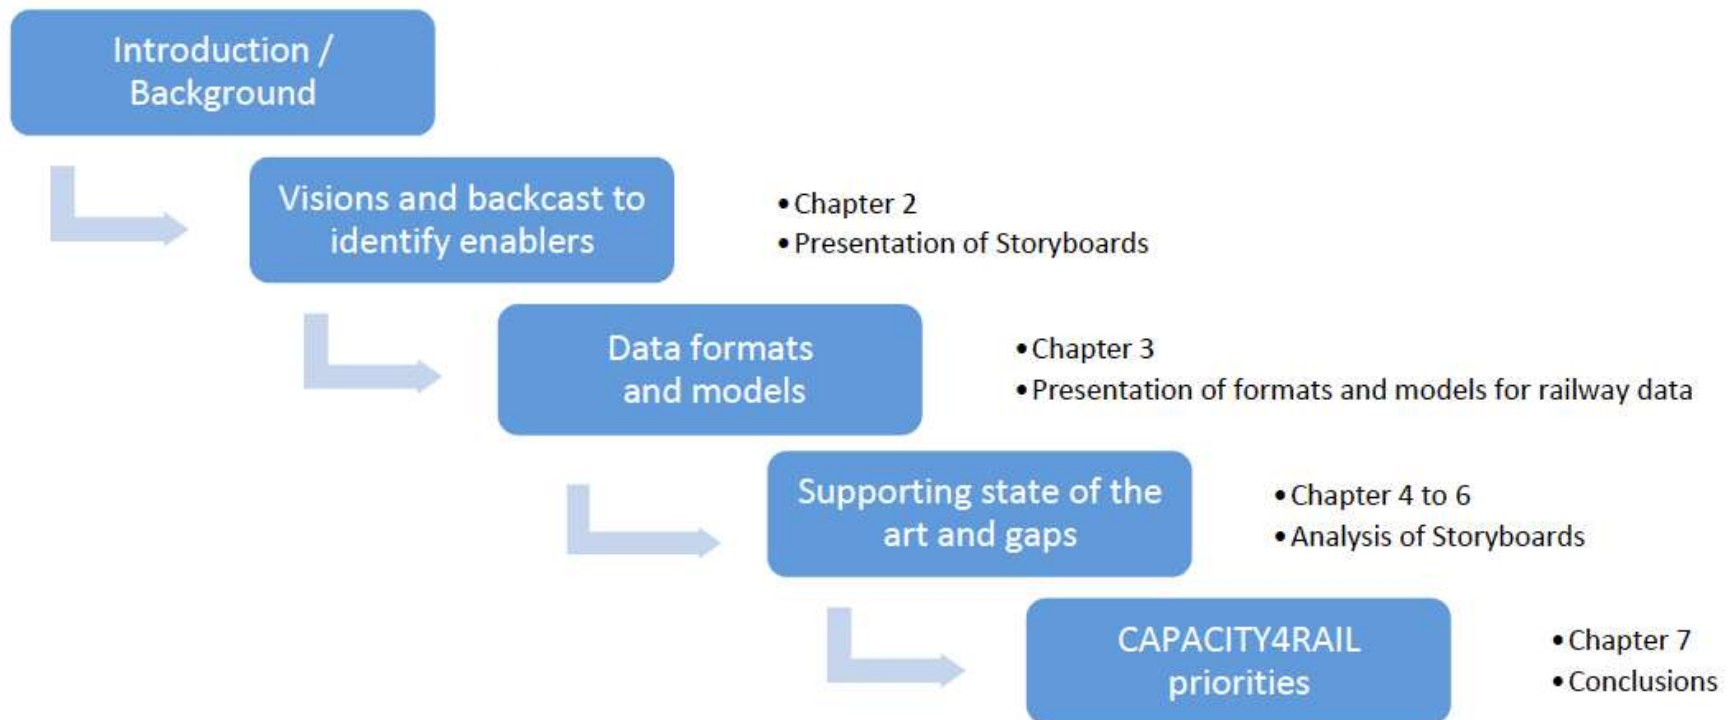 Introduction /
Background
Visions and backcast to
identify enablers
•Chapter 2
•Presentation of Storyboards
Data formats
and models
•Chapter 3
•Presentation of formats and models for railway data
Supporting state of the
art and gaps
•Chapter 4 to 6
•Analysis of Storyboards
CAPACITY4RAIL
priorities
•Chapter 7
•Conclusions